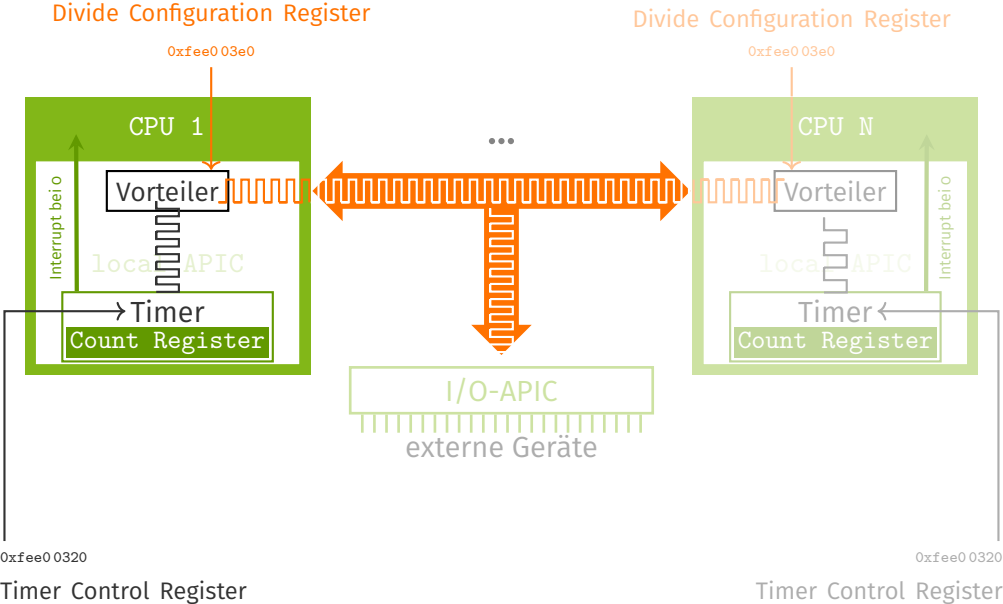 Divide Configuration Register
0xfee0 03e0
CPU 1
Interrupt bei 0
Vorteiler
local APIC
Timer
Count Register
0xfee0 0320
Timer Control Register
...
I/O-APIC
externe Geräte
Divide Configuration Register
0xfee0 03e0
CPU N
Vorteiler
Interrupt bei 0
local APIC
Timer
Count Register
0xfee0 0320
Timer Control Register